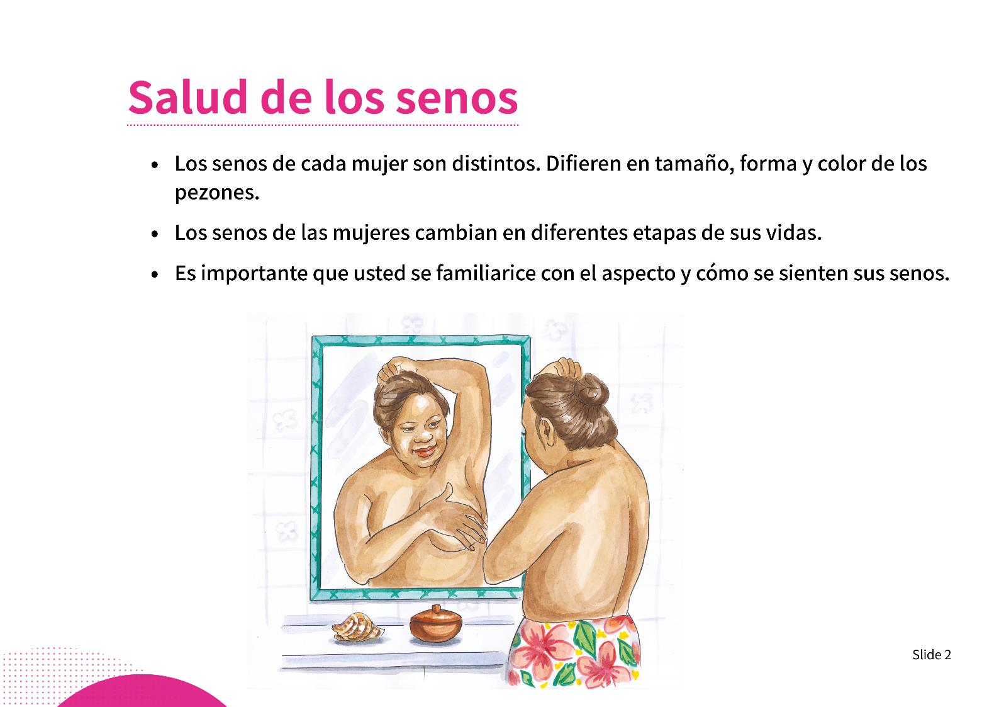 Salud de los senos
• Los senos de cada mujer son distintos. Difieren en tamaño, forma y color de los
pezones.
• Los senos de las mujeres cambian en diferentes etapas de sus vidas.
• Es importante que usted se familiarice con el aspecto y cómo se sienten sus senos.
Slide 2